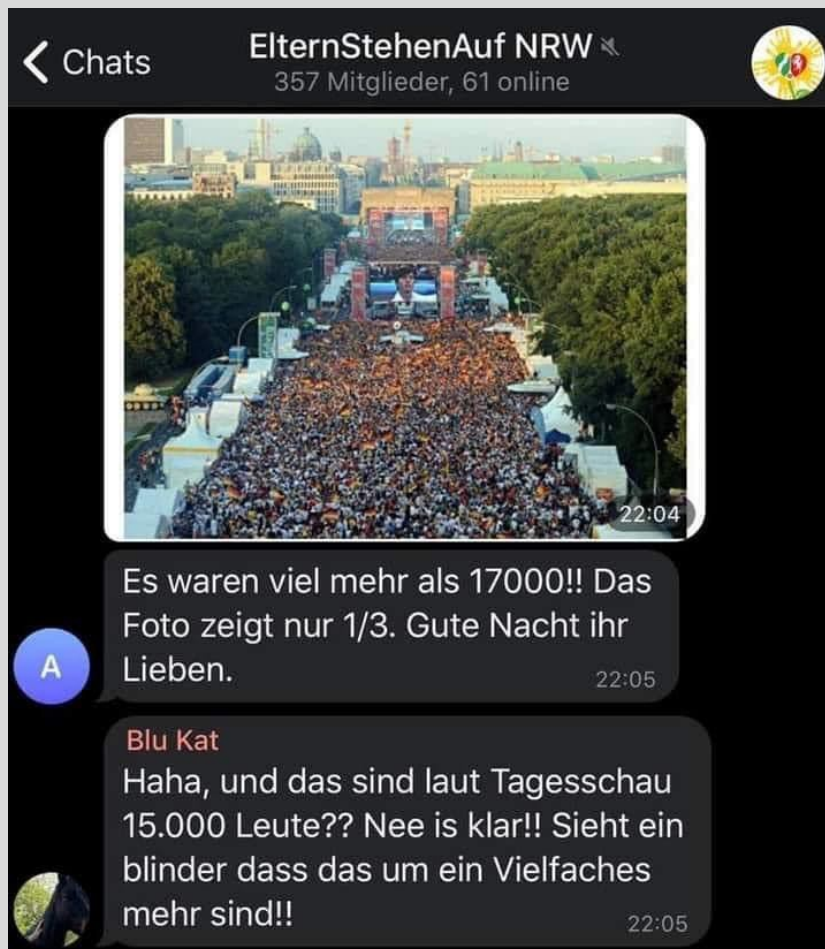 Chats
ElternStehenAuf NRW
357 Mitglieder, 61 online
22:04
Es waren viel mehr als 17000!! Das
Foto zeigt nur 1/3. Gute Nacht ihr
Lieben.
22:05
A
Blu Kat
Haha, und das sind laut Tagesschau
15.000 Leute?? Nee is klar!! Sieht ein
blinder dass das um ein Vielfaches
mehr sind!!
22:05